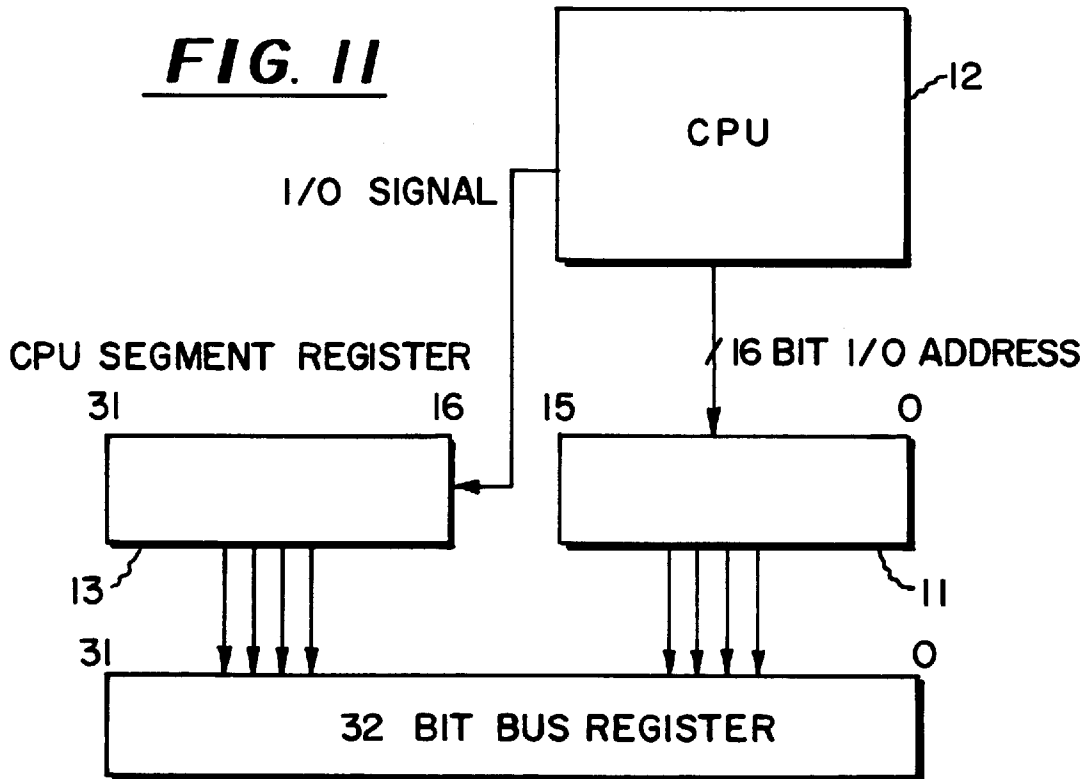 FIG. 11
CPU
12
I/O SIGNAL
CPU SEGMENT REGISTER
16 BIT I/O ADDRESS
31 16 15 0
13 11
31 0
32 BIT BUS REGISTER